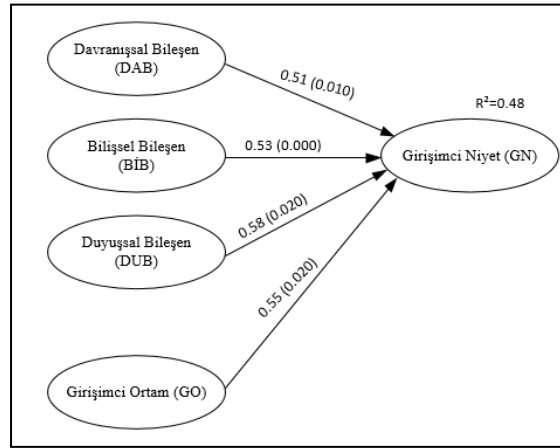 Davranışsal Bileşen
(DAB)
0.51 (0.010)
R²=0.48
Bilişsel Bileşen
(BİB)
0.53 (0.000)
Girişimci Niyet (GN)
0.58 (0.020)
Duyuşsal Bileşen
(DUB)
0.55 (0.020)
Girişimci Ortam (GO)